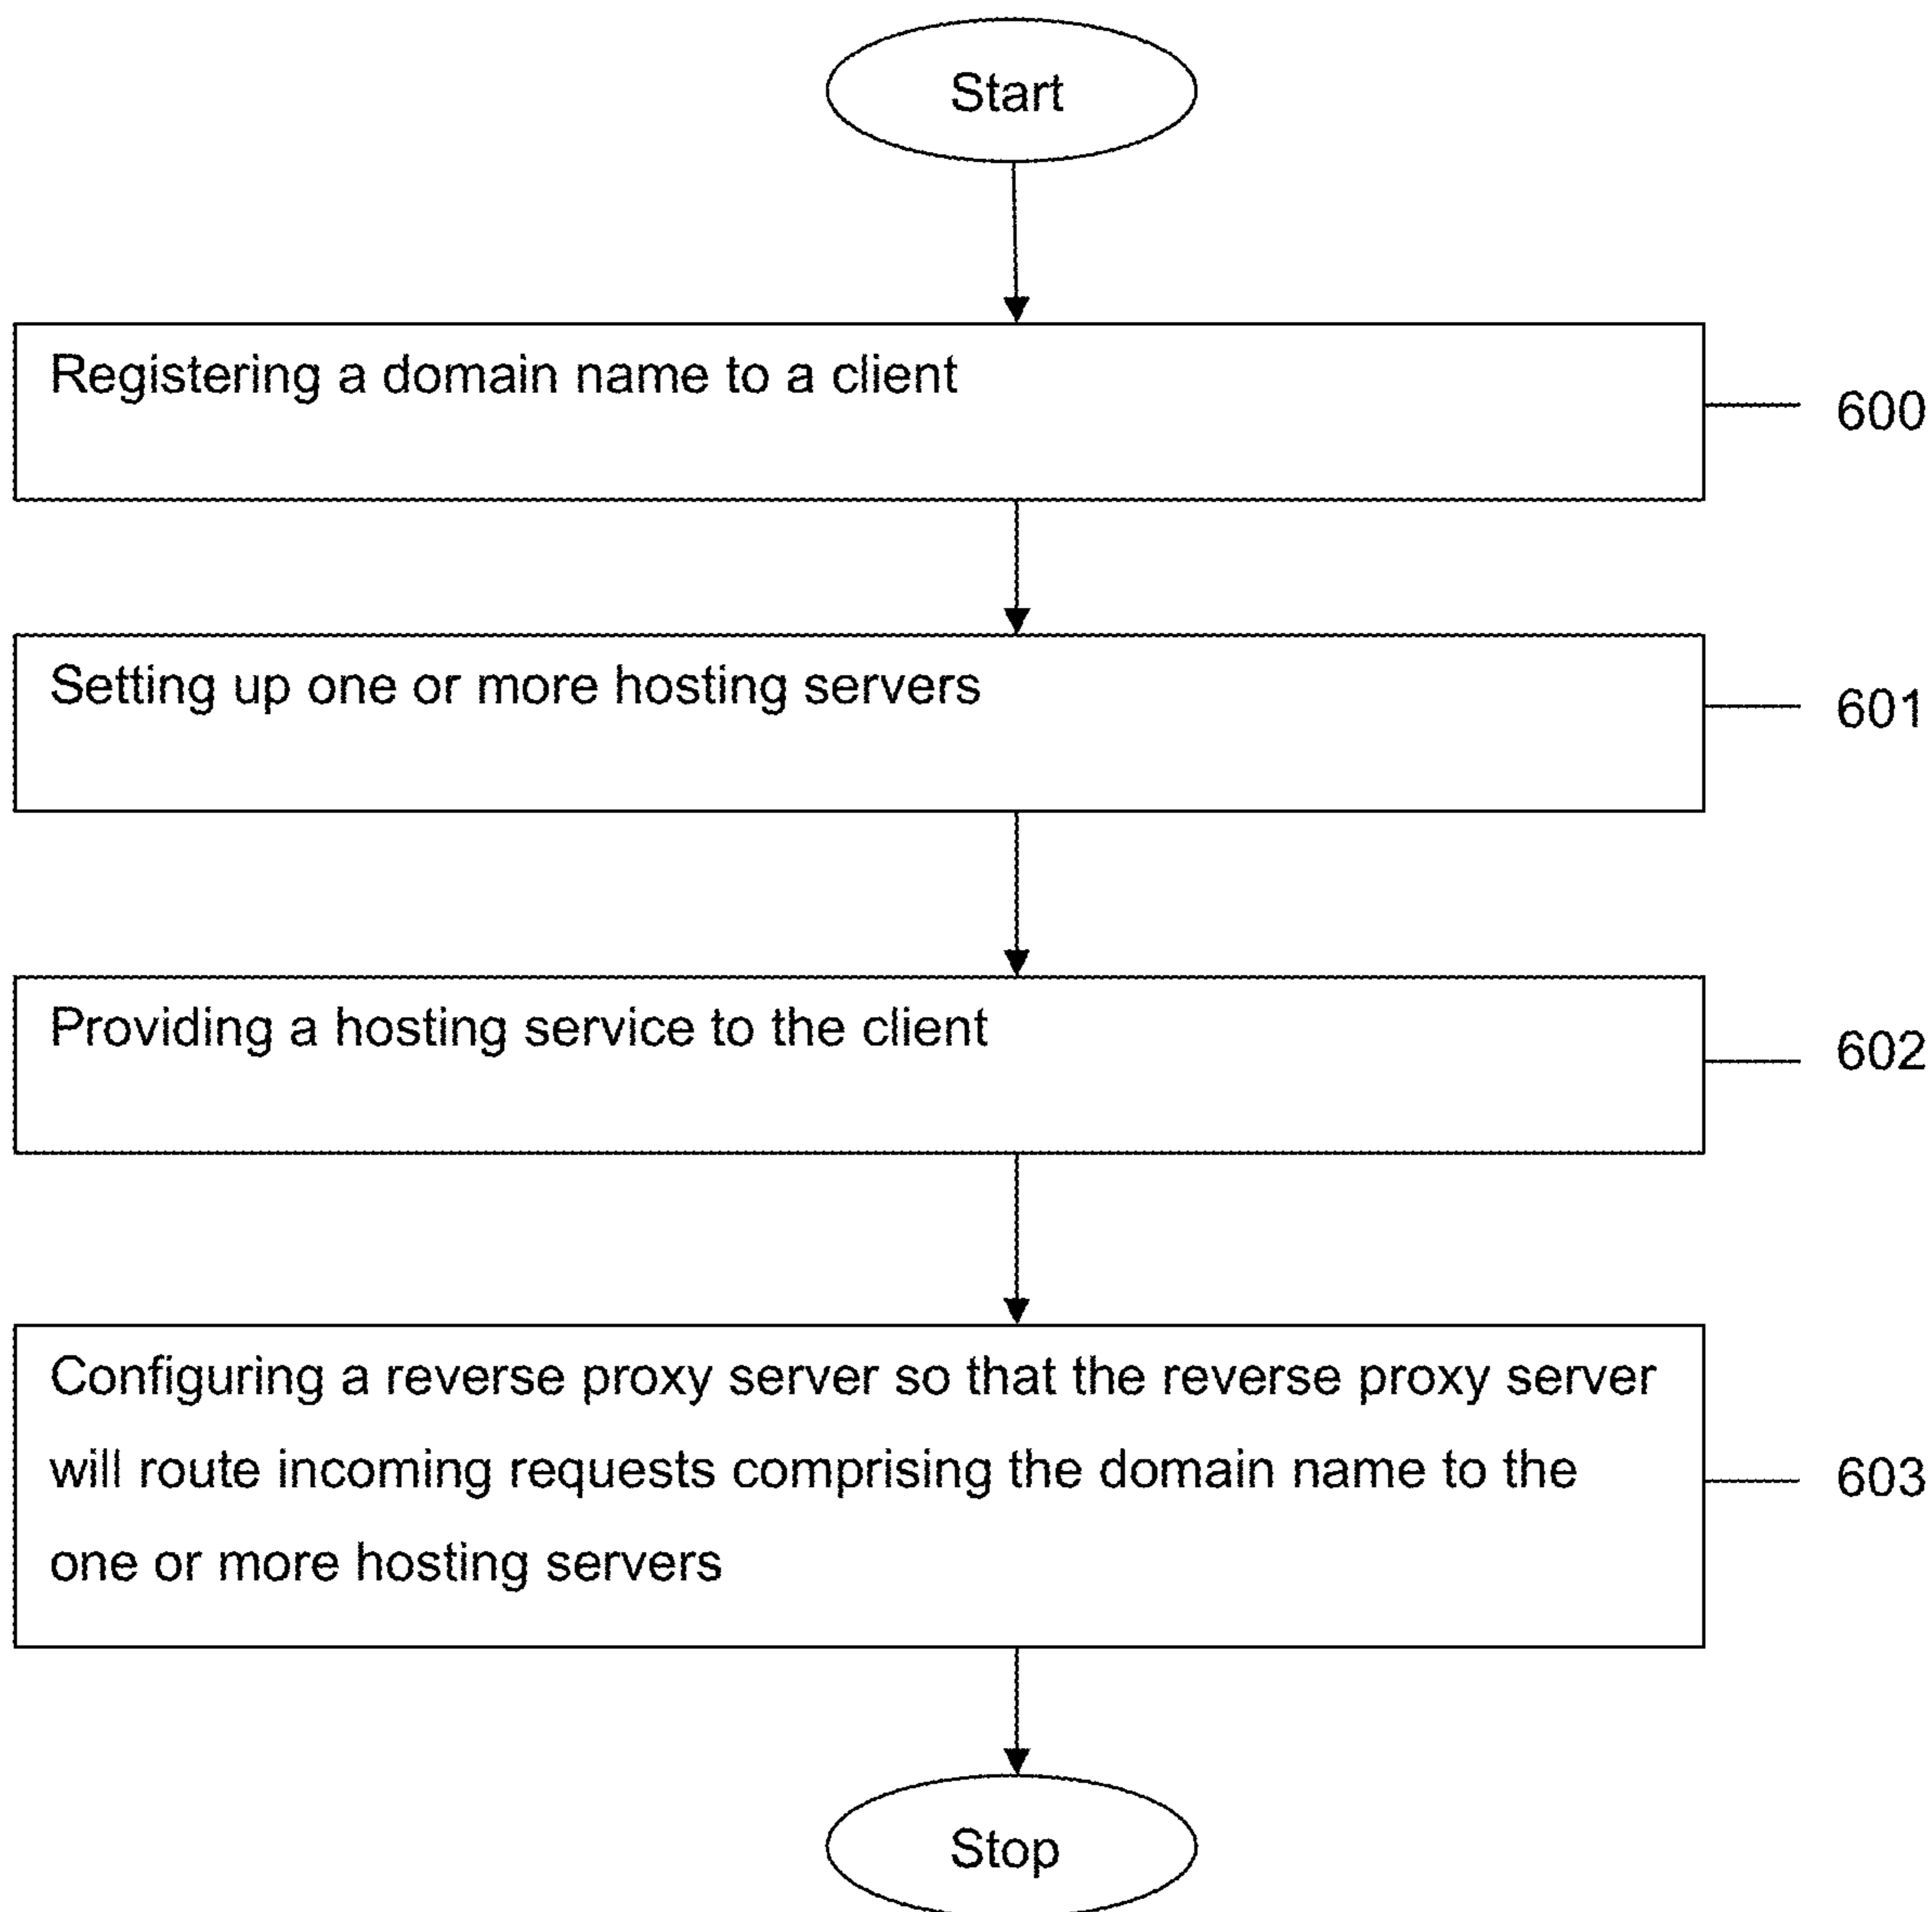 Start
Registering a domain name to a client
600
Setting up one or more hosting servers
601
Providing a hosting service to the client
602
Configuring a reverse proxy server so that the reverse proxy server
will route incoming requests comprising the domain name to the
603
one or more hosting servers
Stop